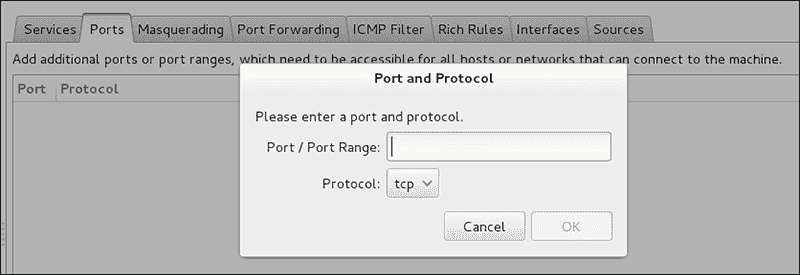 Services Ports Masquerading Port Forwarding ICMP Filter Rich Rules Interfaces Sources
Add additional ports or port ranges, which need to be accessible for all hosts or networks that can connect to the machine.
Port Protocol
Port and Protocol
Please enter a port and protocol.
Port / Port Range:
Protocol: tcp
Cancel OK